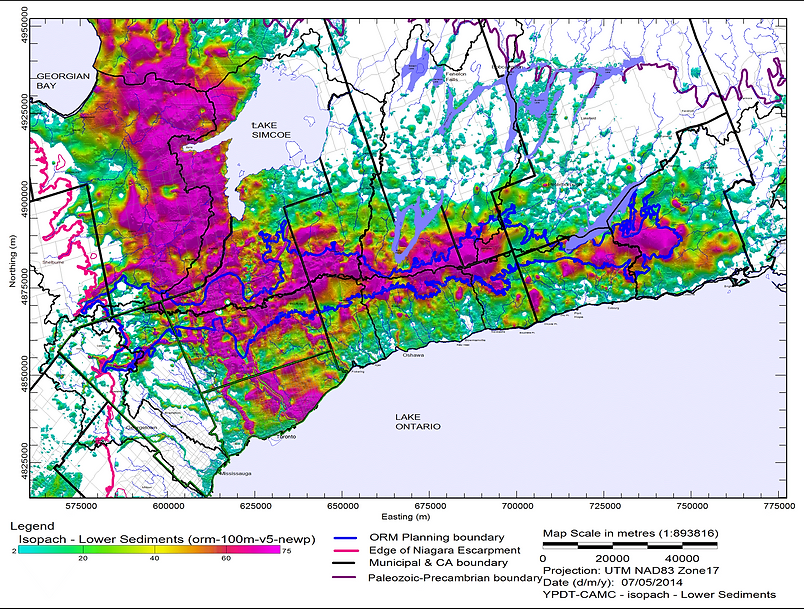 4950000
4925000
4900000
4875000
4850000
4825000
Northing (m)
GEORGIAN
BAY
LAKE
SIMCOE
Fenelon
Falls
Shelburne
Oshawa
Toronto
Mississauga
Georgetown
LAKE
ONTARIO
575000 600000 625000 650000 675000 700000 725000 750000 775000
Easting (m)
Legend
Isopach - Lower Sediments (orm-100m-v5-newp)
2 20 40 60 75
ORM Planning boundary
Edge of Niagara Escarpment
Municipal & CA boundary
Paleozoic-Precambrian boundary
Map Scale in metres (1:893816)
0 20000 40000
Projection: UTM NAD83 Zone17
Date (d/m/y): 07/05/2014
YPDT-CAMC - isopach - Lower Sediments